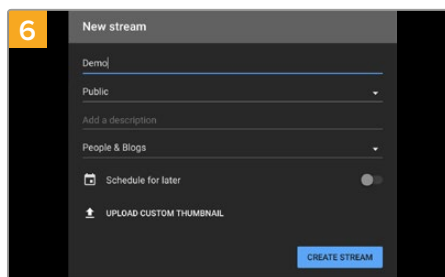 6
New stream
Demo
Public
Add a description
People & Blogs
Schedule for later
UPLOAD CUSTOM THUMBNAIL
CREATE STREAM